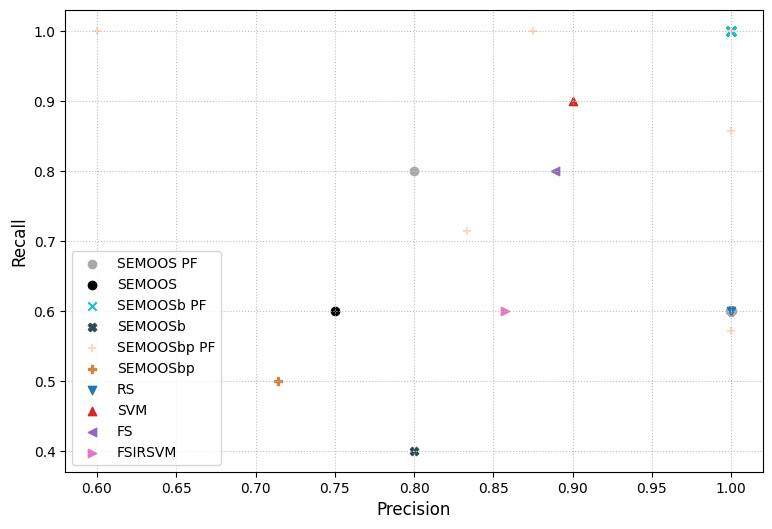 1.0
0.9
0.8
0.7
0.6
0.5
0.4
Recall
SEMOOS PF
SEMOOS
SEMOOSb PF
SEMOOSb
SEMOOSbp PF
SEMOOSbp
RS
SVM
FS
FSIRSVM
0.60 0.65 0.70 0.75 0.80 0.85 0.90 0.95 1.00
Precision